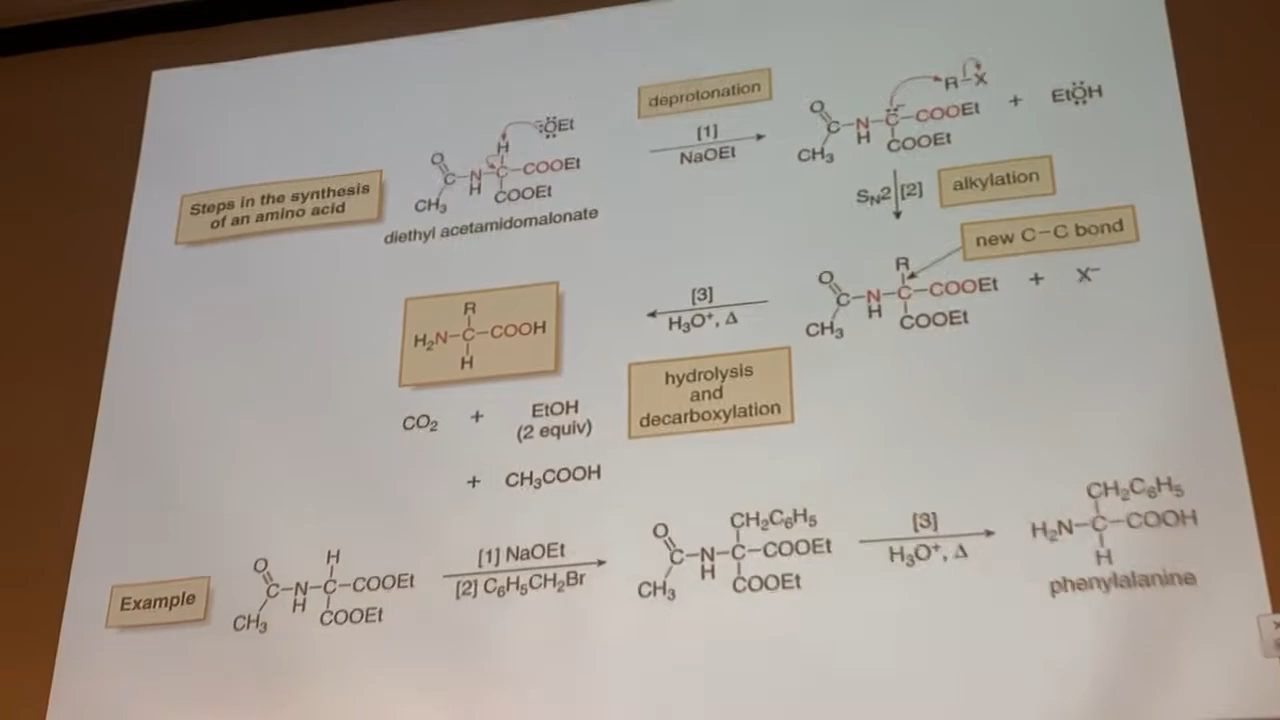 Steps in the synthesis
of an amino acid
O
C–N–C–COOEt
H
H
CH₃
COOEt
:ÖEt
diethyl acetamidomalonate
deprotonation
[1]
NaOEt
R–X
O
C–N–C–COOEt
H
CH₃
COOEt
+
EtÖH
SN2 [2]
alkylation
new C–C bond
R
O
C–N–C–COOEt
H
CH₃
COOEt
+
X⁻
[3]
H₃O⁺, Δ
hydrolysis
and
decarboxylation
R
H₂N–C–COOH
H
CO₂ + EtOH
(2 equiv)
+ CH₃COOH
Example
O
H
C–N–C–COOEt
H
CH₃
COOEt
[1] NaOEt
[2] C₆H₅CH₂Br
O
CH₂C₆H₅
C–N–C–COOEt
H
CH₃
COOEt
[3]
H₃O⁺, Δ
CH₂C₆H₅
H₂N–C–COOH
H
phenylalanine